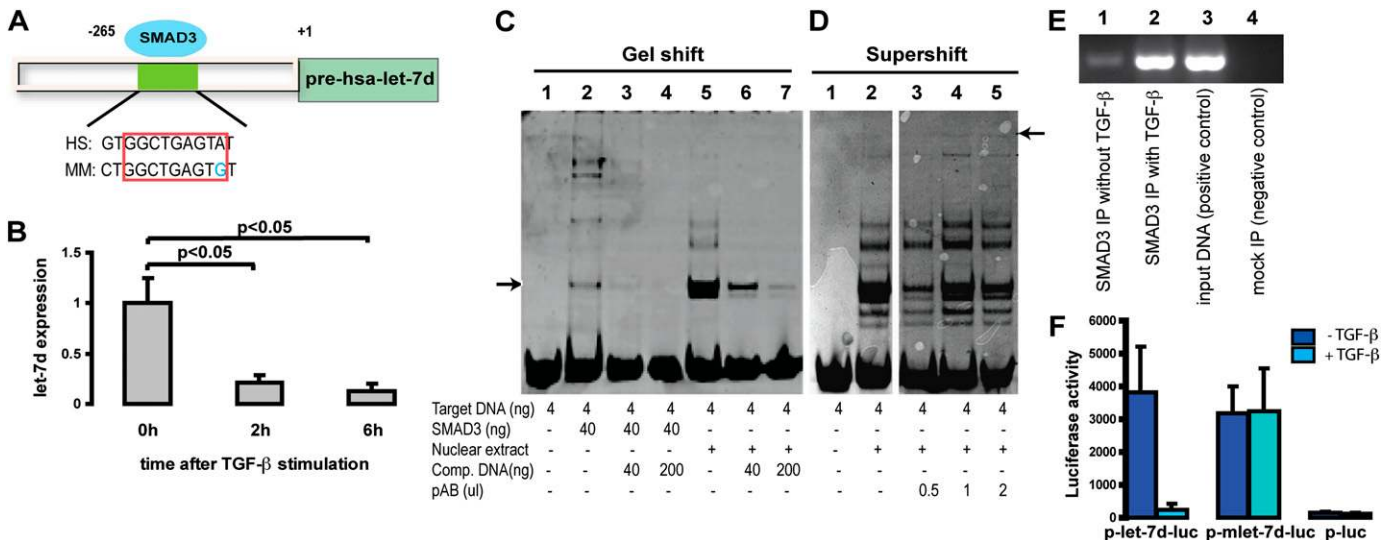 A
-265
SMAD3
+1
pre-hsa-let-7d
HS: GTGGCTGAGTAT
MM: CTGGCTGAGTGT
B
p<0.05
p<0.05
let-7d expression
1.5
1
0.5
0
0h 2h 6h
time after TGF-β stimulation
C
Gel shift
1 2 3 4 5 6 7
D
Supershift
1 2 3 4 5
Target DNA (ng) 4 4 4 4 4 4 4 4 4 4 4 4
SMAD3 (ng) - 40 40 40 - - - - - - - -
Nuclear extract - - - - + + + - + + + +
Comp. DNA(ng) - - 40 200 - 40 200 - - - - -
pAB (ul) - - - - - - - - - 0.5 1 2
E
1 2 3 4
SMAD3 IP without TGF-β
SMAD3 IP with TGF-β
input DNA (positive control)
mock IP (negative control)
F
Luciferase activity
6000
5000
4000
3000
2000
1000
0
- TGF-β
+ TGF-β
p-let-7d-luc p-mlet-7d-luc p-luc